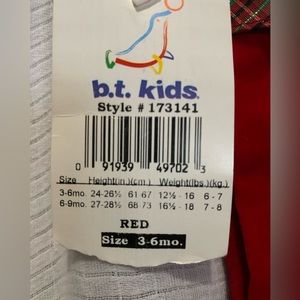 b.t. kids.
Style # 173141
0 91939 49702 3
Size Height(in.)(cm.) Weight(lbs.)(kg.)
3-6mo. 24-26½ 61-67 12½ - 16 6 - 7
6-9mo. 27-28½ 68-73 16½ - 18 7 - 8
RED
Size 3-6mo.